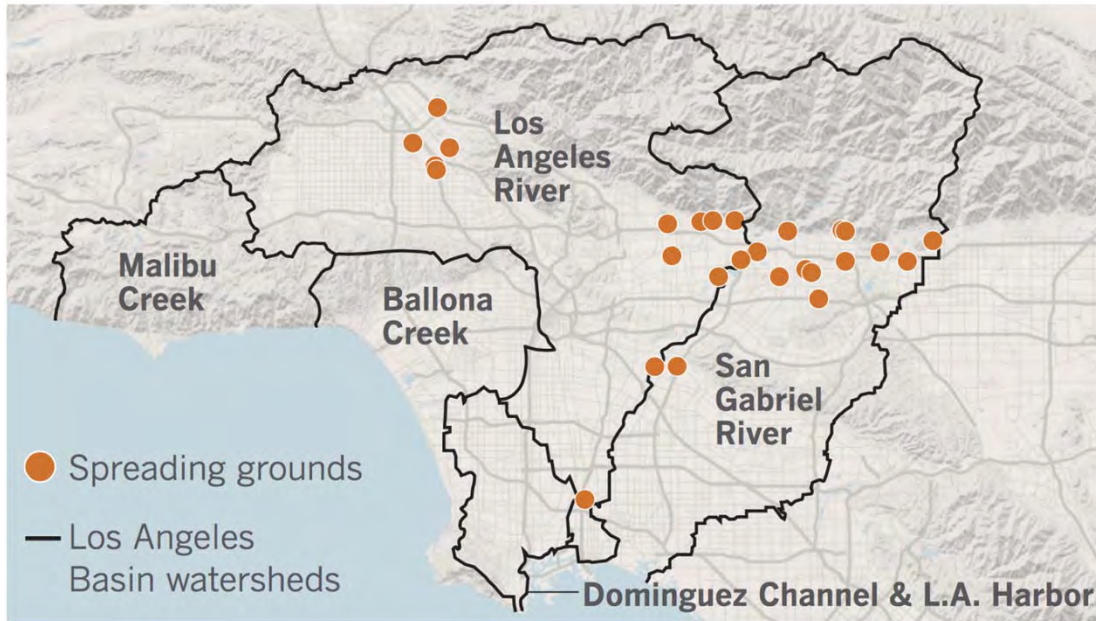 Los
Angeles
River
Malibu
Creek
Ballona
Creek
San
Gabriel
River
Spreading grounds
Los Angeles
Basin watersheds
Dominguez Channel & L.A. Harbor